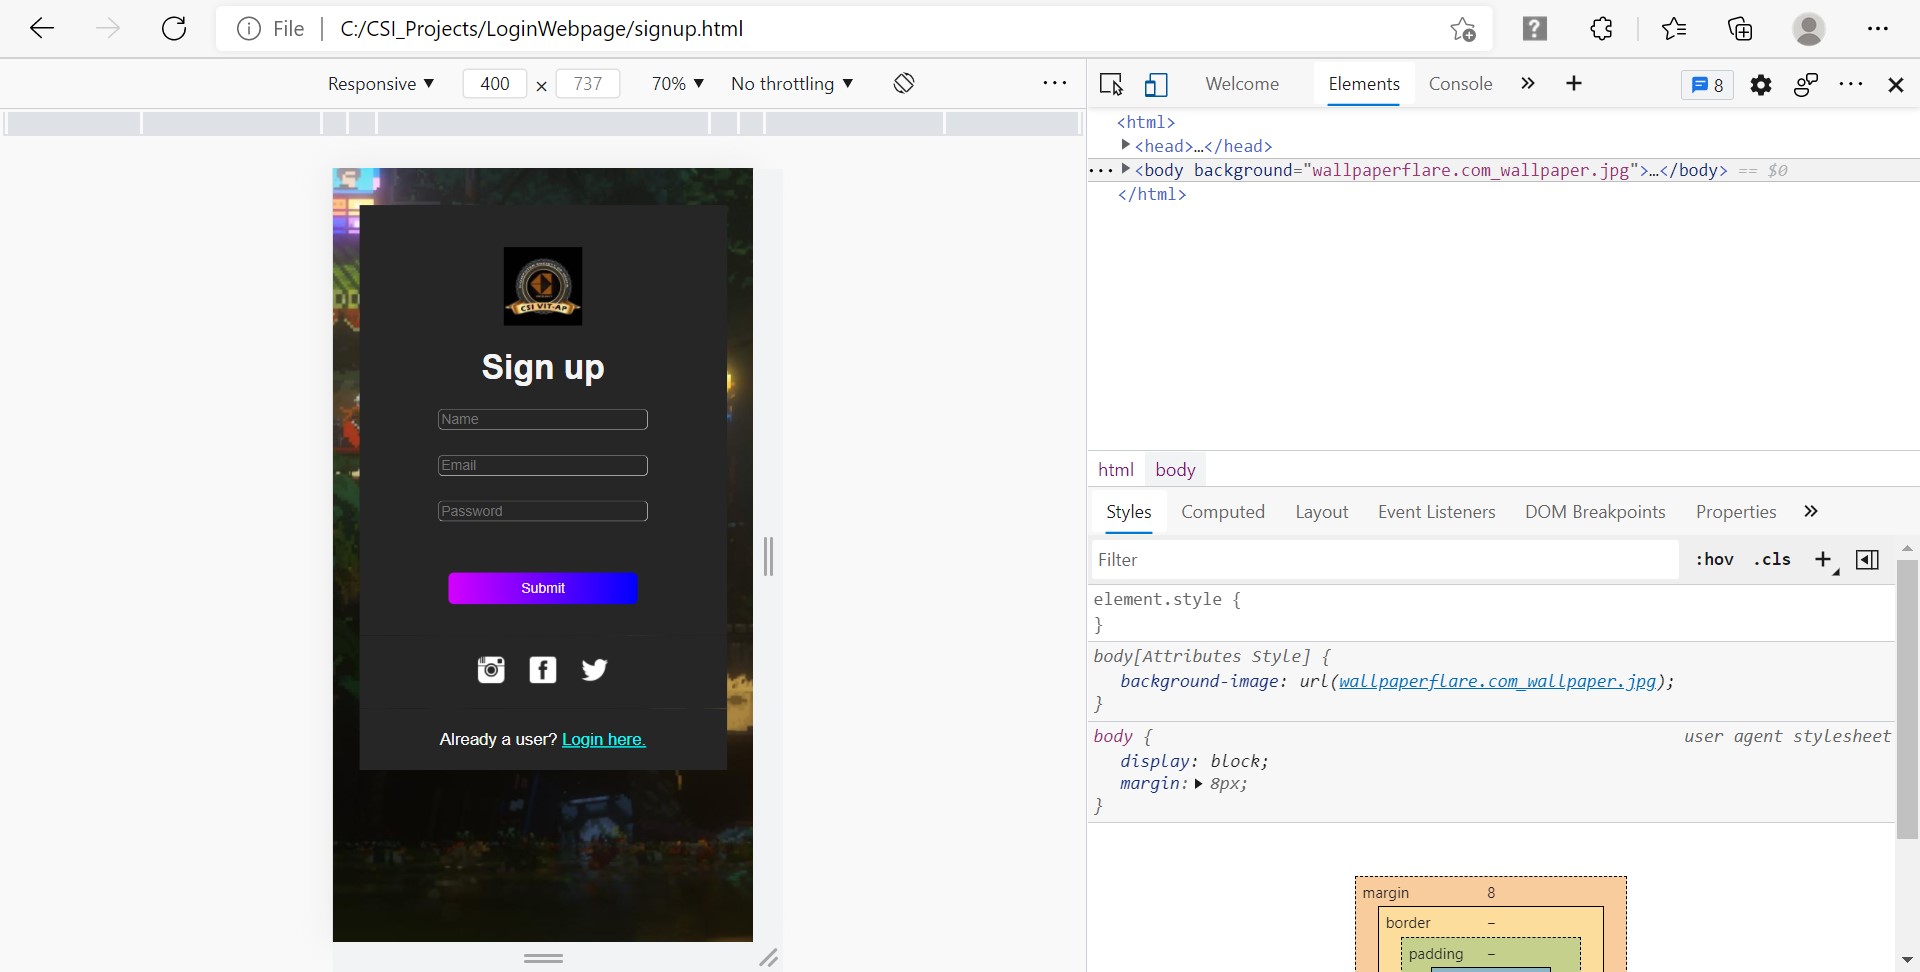 File C:/CSI_Projects/LoginWebpage/signup.html
Responsive ▼ 400 × 737 70% ▼ No throttling ▼
Welcome Elements Console 8
<html>
<head>…</head>
<body background="wallpaperflare.com_wallpaper.jpg">…</body> == $0
</html>
CSI VIT-AP
Sign up
Name
Email
Password
Submit
Already a user? Login here.
html body
Styles Computed Layout Event Listeners DOM Breakpoints Properties
Filter :hov .cls
element.style {
}
body[Attributes Style] {
background-image: url(wallpaperflare.com_wallpaper.jpg);
}
body { user agent stylesheet
display: block;
margin: 8px;
}
margin 8
border –
padding –